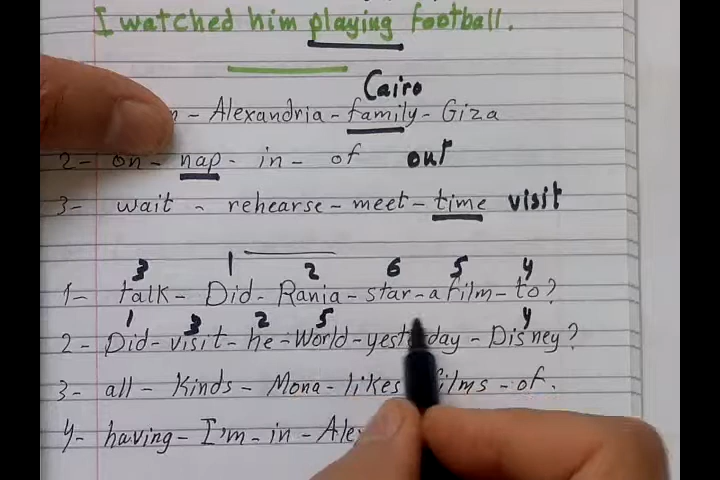 I watched him playing football.
Cairo
- Alexandria - family - Giza
2- on - nap - in - of out
3- wait - rehearse - meet - time visit
3 1 2 6 5 4
1- talk - Did - Rania - star - a film - to?
1 3 2 5 4
2- Did - visit - he - World - yesterday - Disney?
3- all - Kinds - Mona - likes films - of.
4- having - I'm - in -